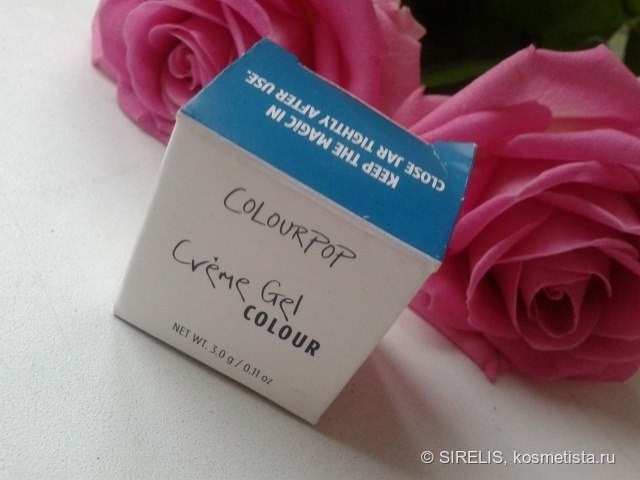 KEEP THE MAGIC IN
CLOSE JAR TIGHTLY AFTER USE.
COLOURPOP
Crème Gel
COLOUR
NET WT. 3.0 g / 0.11 oz
© SIRELIS, kosmetista.ru